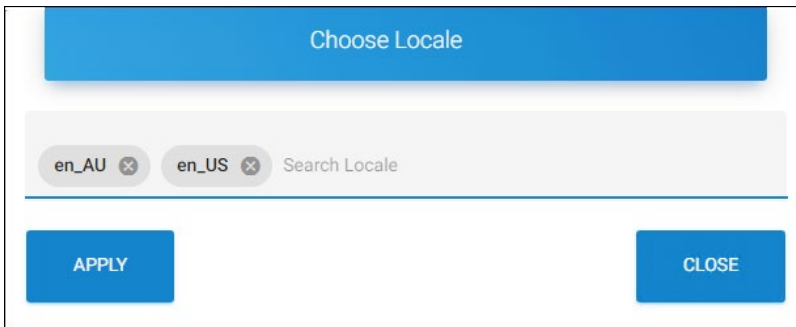 Choose Locale
en_AU en_US Search Locale
APPLY CLOSE